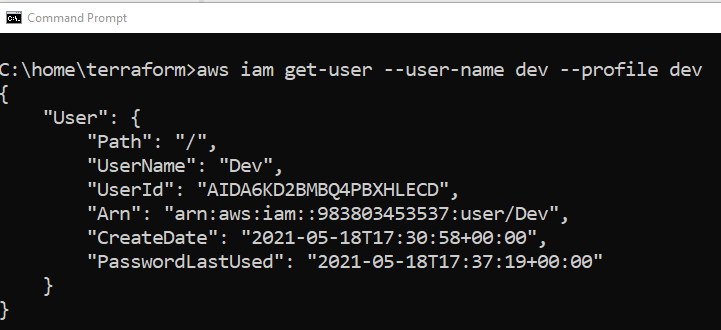 Command Prompt
C:\home\terraform>aws iam get-user --user-name dev --profile dev
{
    "User": {
        "Path": "/",
        "UserName": "Dev",
        "UserId": "AIDA6KD2BMBQ4PBXHLECD",
        "Arn": "arn:aws:iam::983803453537:user/Dev",
        "CreateDate": "2021-05-18T17:30:58+00:00",
        "PasswordLastUsed": "2021-05-18T17:37:19+00:00"
    }
}